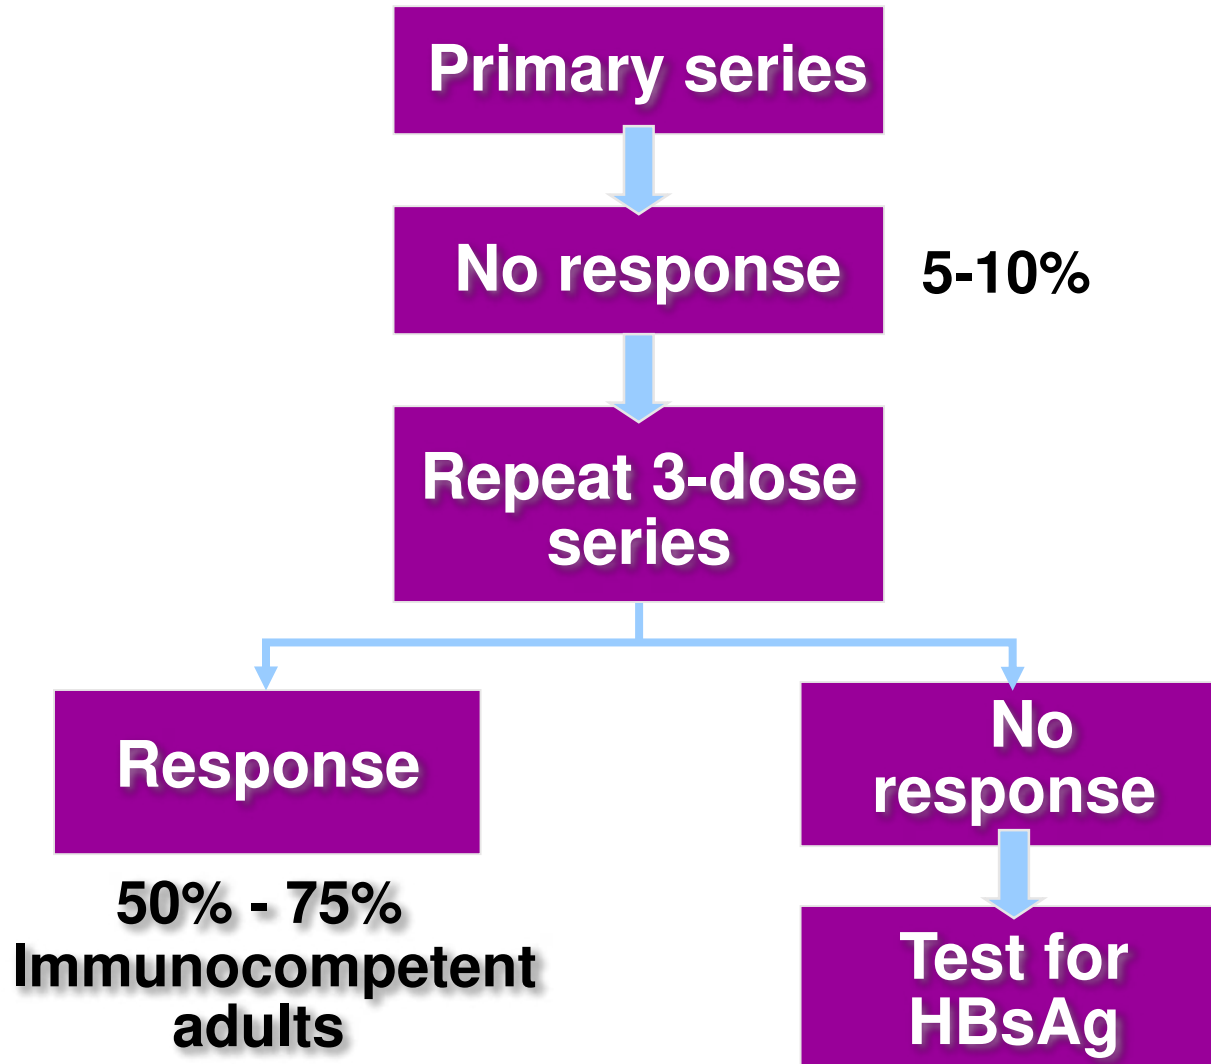 Primary series
No response
5-10%
Repeat 3-dose
series
Response
No
response
50% - 75%
Immunocompetent
adults
Test for
HBsAg